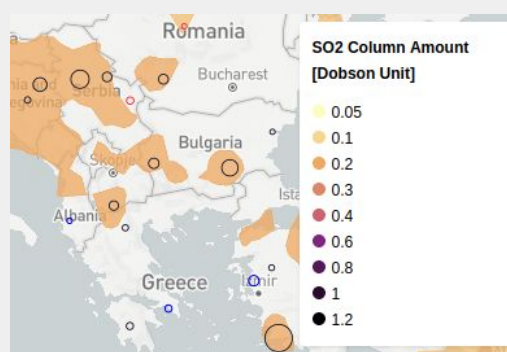 Romania
SO2 Column Amount
[Dobson Unit]
Bucharest
0.05
0.1
0.2
0.3
0.4
0.6
0.8
1
1.2
Serbia
Bulgaria
Skopje
Albania
Greece
Izmir